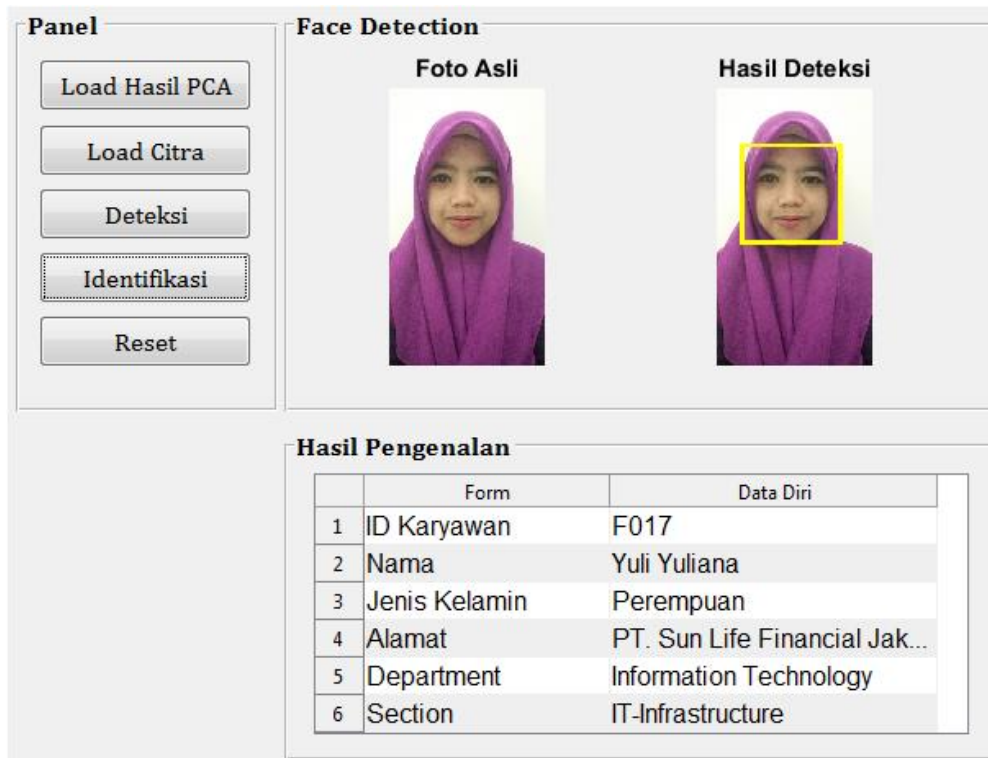 Panel
Load Hasil PCA
Load Citra
Deteksi
Identifikasi
Reset
Face Detection
Foto Asli
Hasil Deteksi
Hasil Pengenalan
Form Data Diri
1 ID Karyawan F017
2 Nama Yuli Yuliana
3 Jenis Kelamin Perempuan
4 Alamat PT. Sun Life Financial Jak...
5 Department Information Technology
6 Section IT-Infrastructure